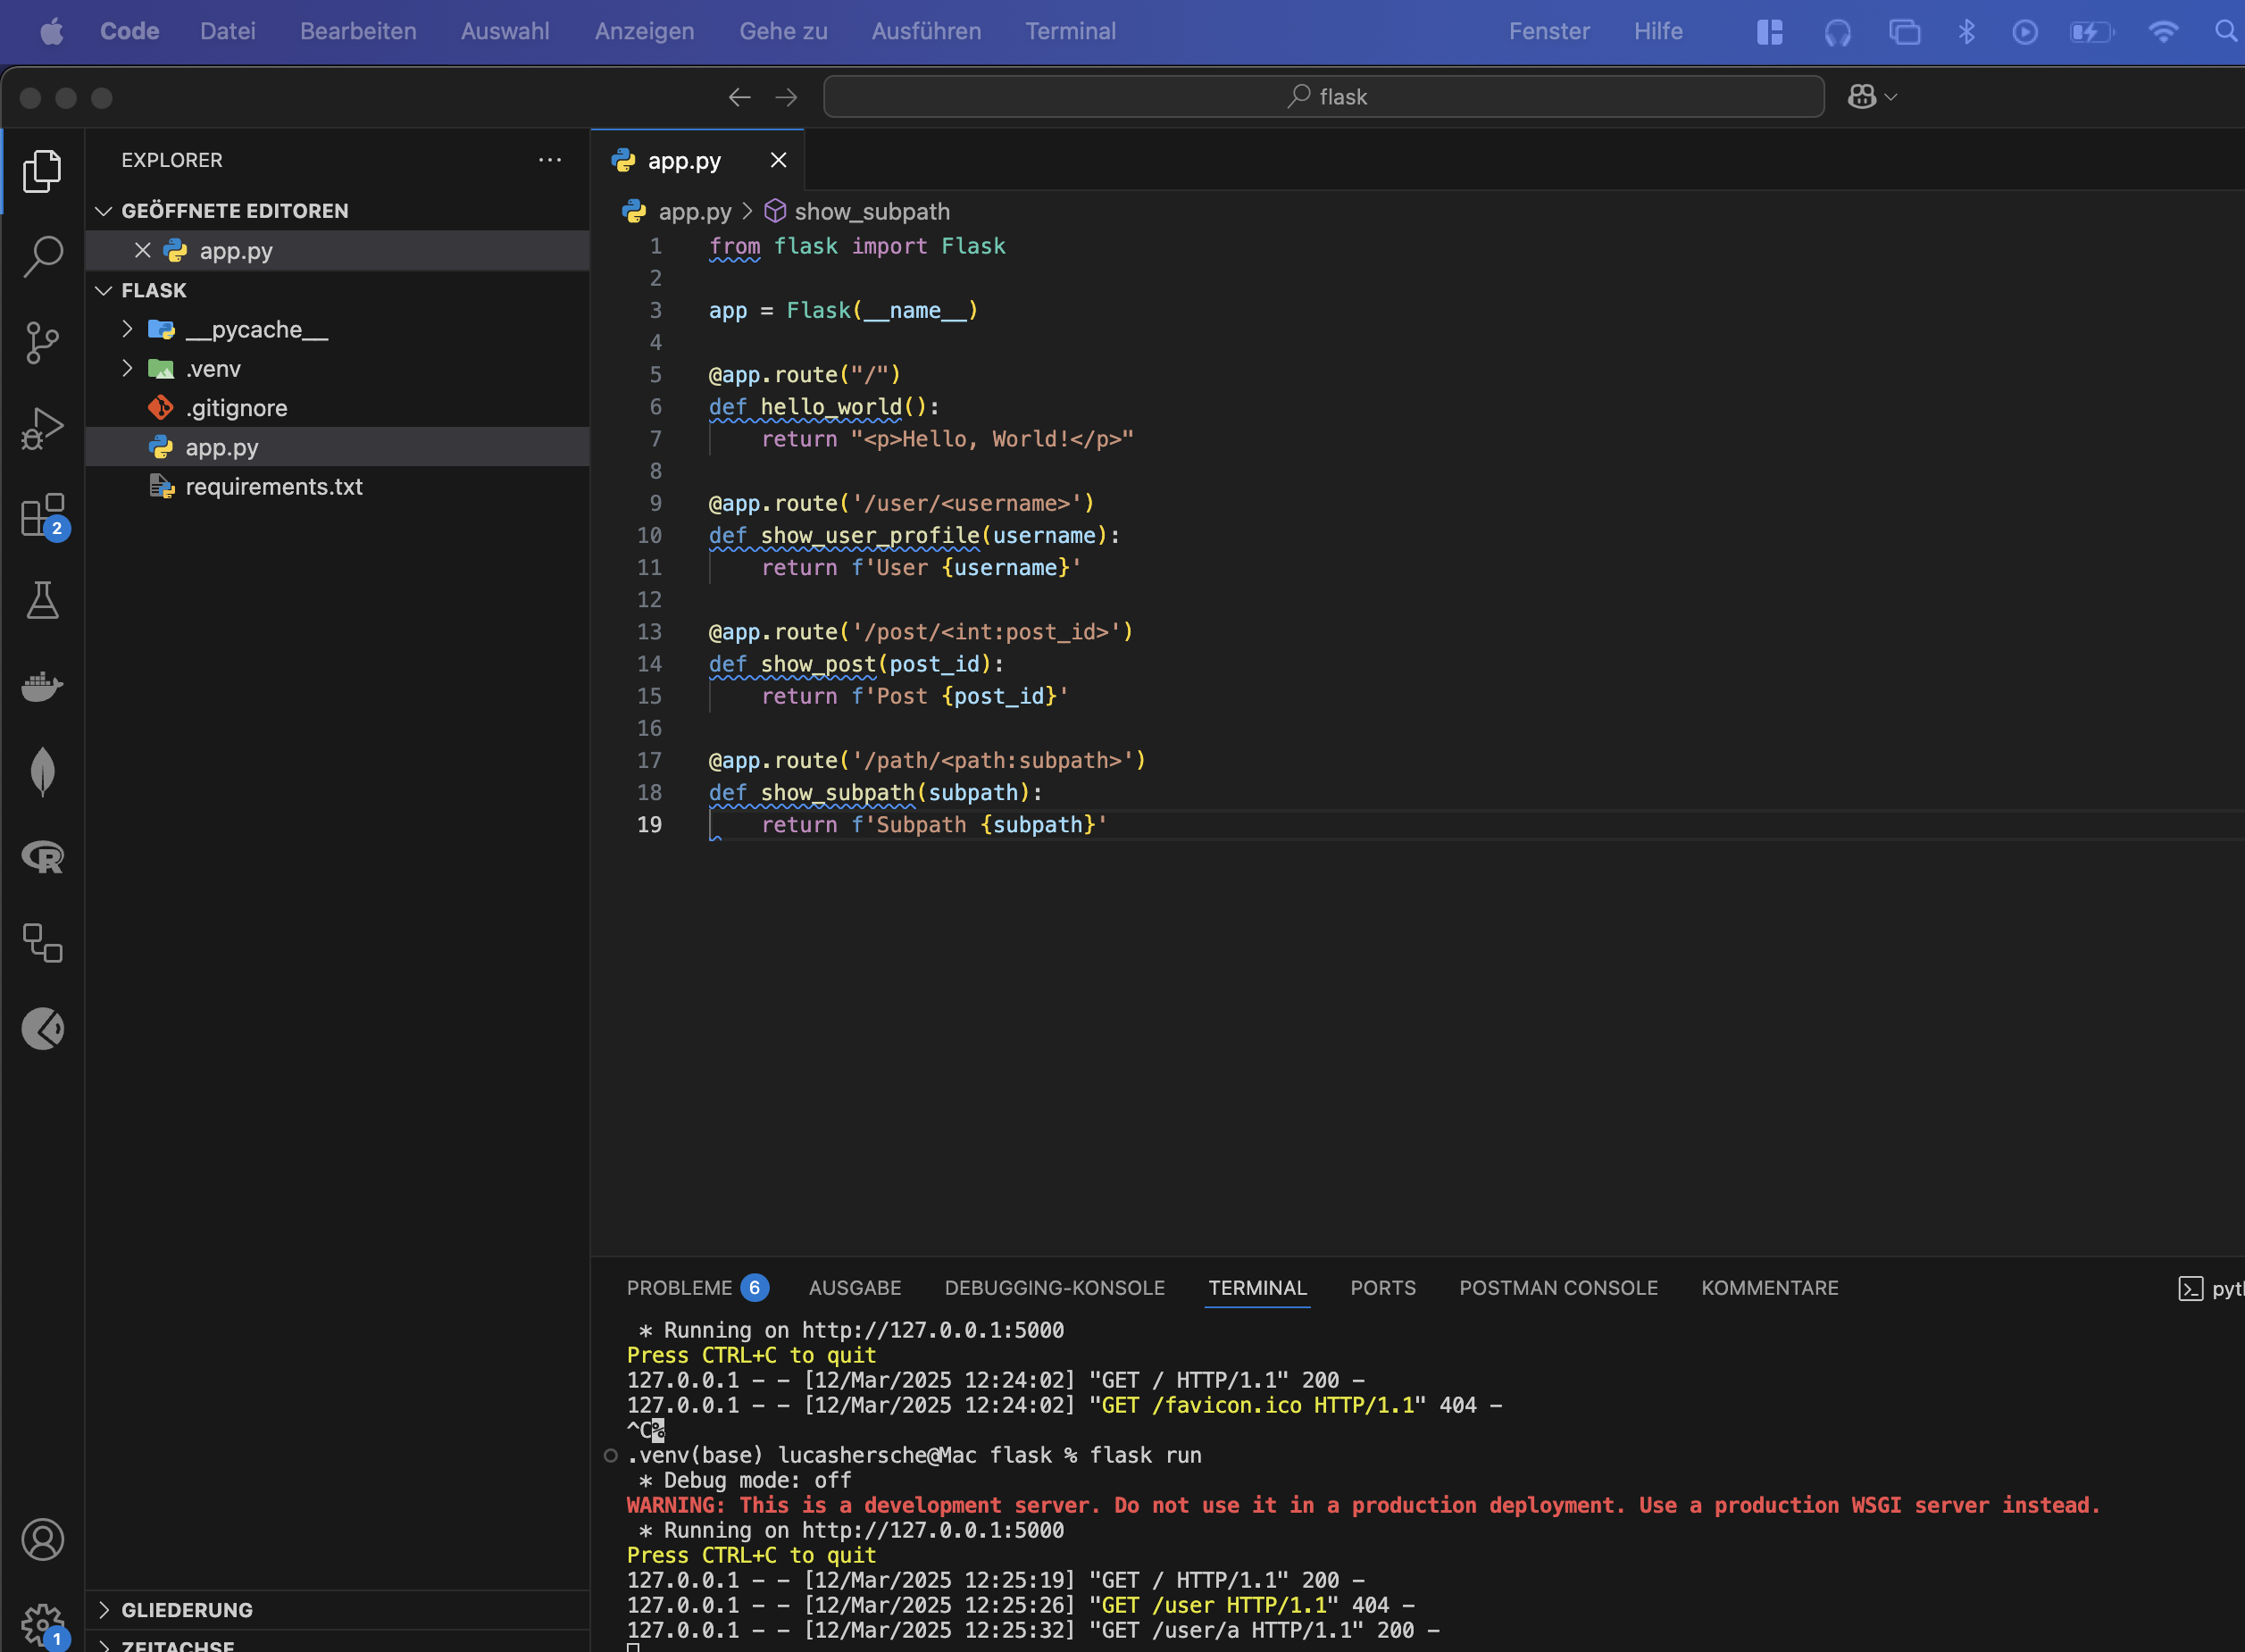 Code Datei Bearbeiten Auswahl Anzeigen Gehe zu Ausführen Terminal Fenster Hilfe
flask
EXPLORER
GEÖFFNETE EDITOREN
app.py
FLASK
__pycache__
.venv
.gitignore
app.py
requirements.txt
2
GLIEDERUNG
ZEITACHSE
1
app.py
app.py > show_subpath
1 from flask import Flask
2
3 app = Flask(__name__)
4
5 @app.route("/")
6 def hello_world():
7     return "<p>Hello, World!</p>"
8
9 @app.route('/user/<username>')
10 def show_user_profile(username):
11     return f'User {username}'
12
13 @app.route('/post/<int:post_id>')
14 def show_post(post_id):
15     return f'Post {post_id}'
16
17 @app.route('/path/<path:subpath>')
18 def show_subpath(subpath):
19     return f'Subpath {subpath}'
PROBLEME 6 AUSGABE DEBUGGING-KONSOLE TERMINAL PORTS POSTMAN CONSOLE KOMMENTARE pyt
 * Running on http://127.0.0.1:5000
Press CTRL+C to quit
127.0.0.1 - - [12/Mar/2025 12:24:02] "GET / HTTP/1.1" 200 -
127.0.0.1 - - [12/Mar/2025 12:24:02] "GET /favicon.ico HTTP/1.1" 404 -
^C%
.venv(base) lucashersche@Mac flask % flask run
 * Debug mode: off
WARNING: This is a development server. Do not use it in a production deployment. Use a production WSGI server instead.
 * Running on http://127.0.0.1:5000
Press CTRL+C to quit
127.0.0.1 - - [12/Mar/2025 12:25:19] "GET / HTTP/1.1" 200 -
127.0.0.1 - - [12/Mar/2025 12:25:26] "GET /user HTTP/1.1" 404 -
127.0.0.1 - - [12/Mar/2025 12:25:32] "GET /user/a HTTP/1.1" 200 -